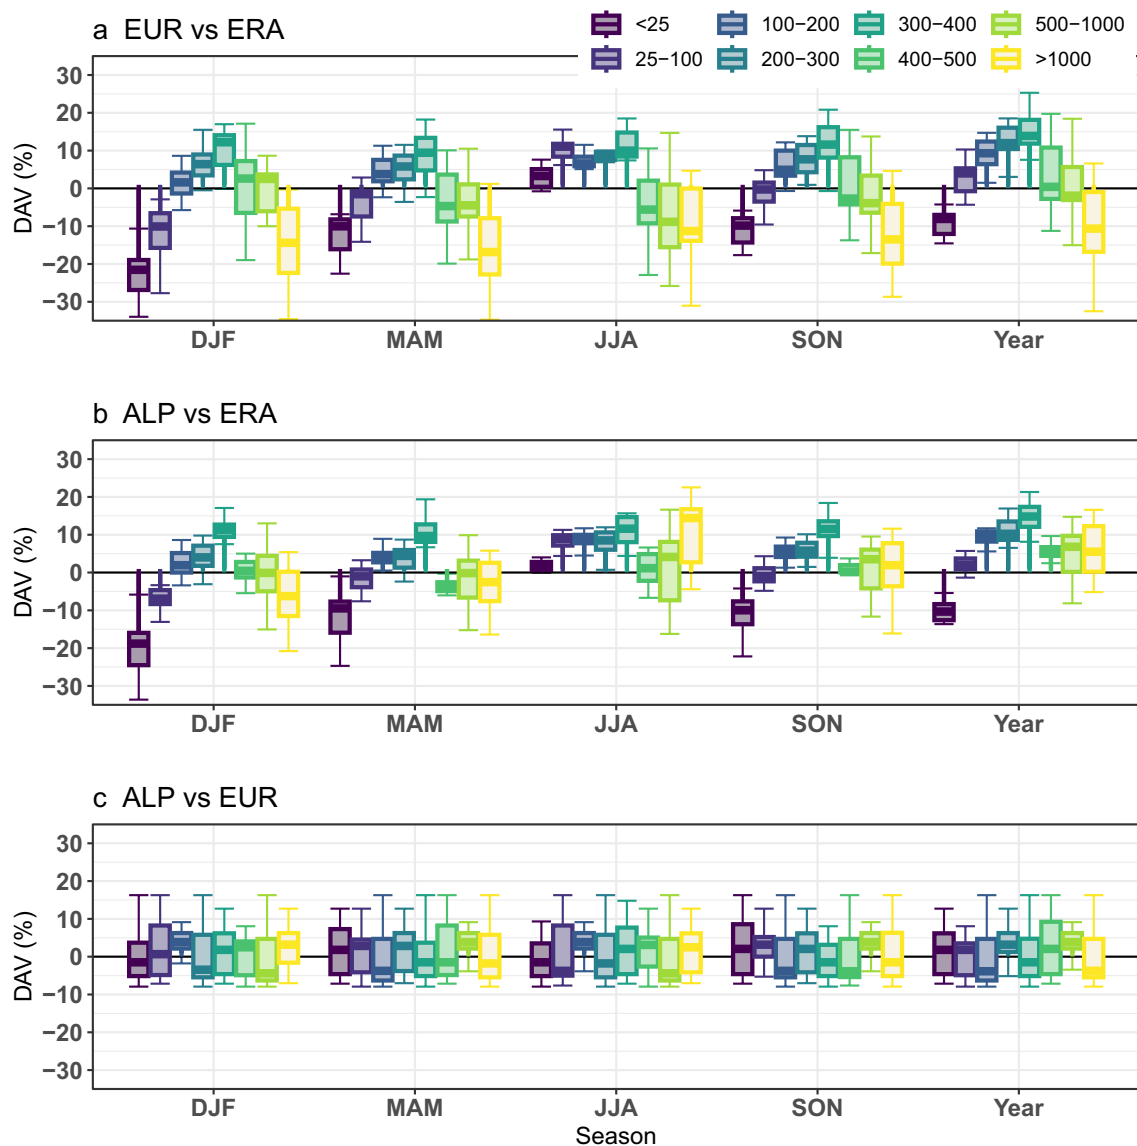 a EUR vs ERA
<25 100−200 300−400 500−1000
25−100 200−300 400−500 >1000
DAV (%)
30
20
10
0
−10
−20
−30
DJF MAM JJA SON Year
b ALP vs ERA
DAV (%)
30
20
10
0
−10
−20
−30
DJF MAM JJA SON Year
c ALP vs EUR
DAV (%)
30
20
10
0
−10
−20
−30
DJF MAM JJA SON Year
Season